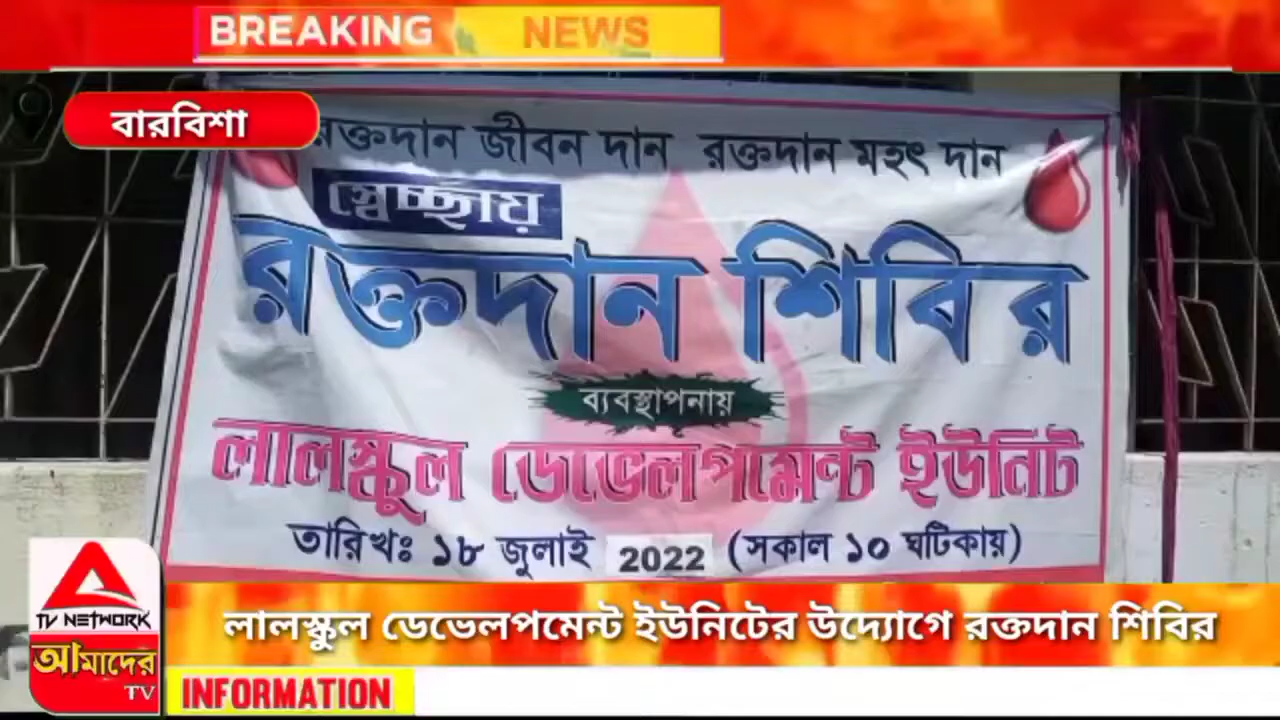 BREAKING NEWS
বারবিশা
রক্তদান জীবন দান রক্তদান মহৎ দান
স্বেচ্ছায়
রক্তদান শিবির
ব্যবস্থাপনায়
লালস্কুল ডেভেলপমেন্ট ইউনিট
তারিখঃ ১৮ জুলাই 2022 (সকাল ১০ ঘটিকায়)
লালস্কুল ডেভেলপমেন্ট ইউনিটের উদ্যোগে রক্তদান শিবির
TV NETWORK
আমাদের
TV
INFORMATION